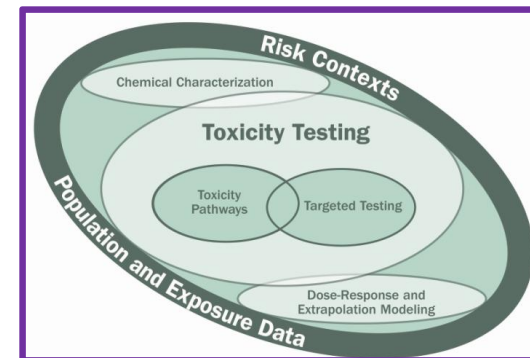 Risk Contexts
Chemical Characterization
Toxicity Testing
Toxicity
Pathways
Targeted Testing
Dose-Response and
Extrapolation Modeling
Population and Exposure Data